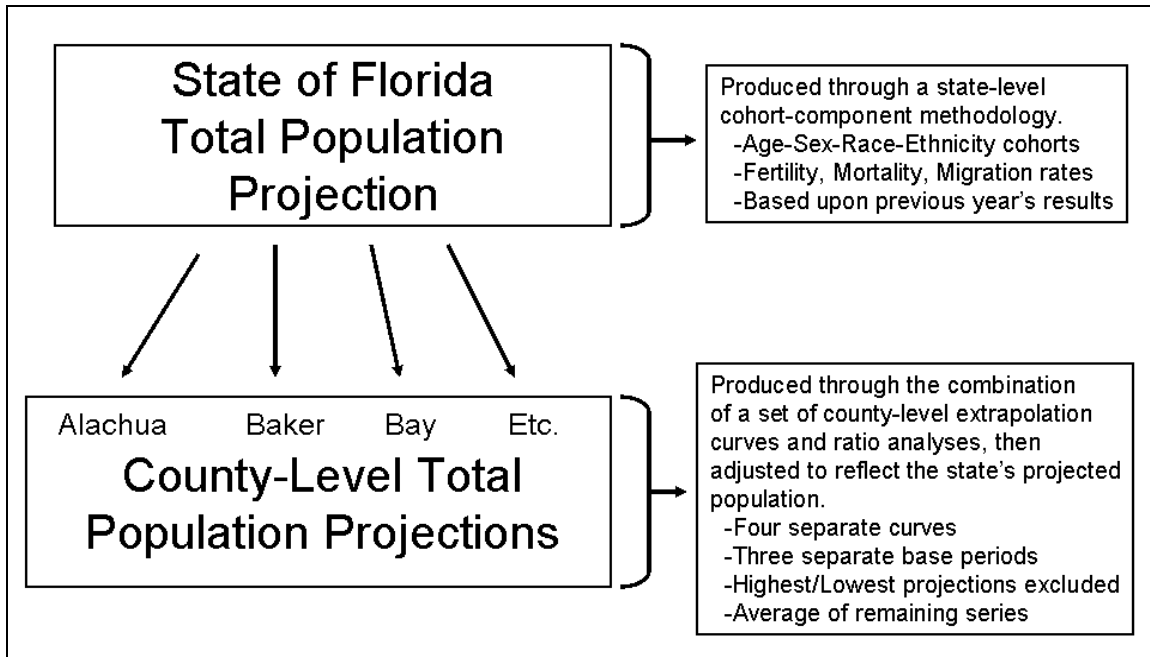 State of Florida
Total Population
Projection
Produced through a state-level
cohort-component methodology.
-Age-Sex-Race-Ethnicity cohorts
-Fertility, Mortality, Migration rates
-Based upon previous year's results
Alachua Baker Bay Etc.
County-Level Total
Population Projections
Produced through the combination
of a set of county-level extrapolation
curves and ratio analyses, then
adjusted to reflect the state's projected
population.
-Four separate curves
-Three separate base periods
-Highest/Lowest projections excluded
-Average of remaining series